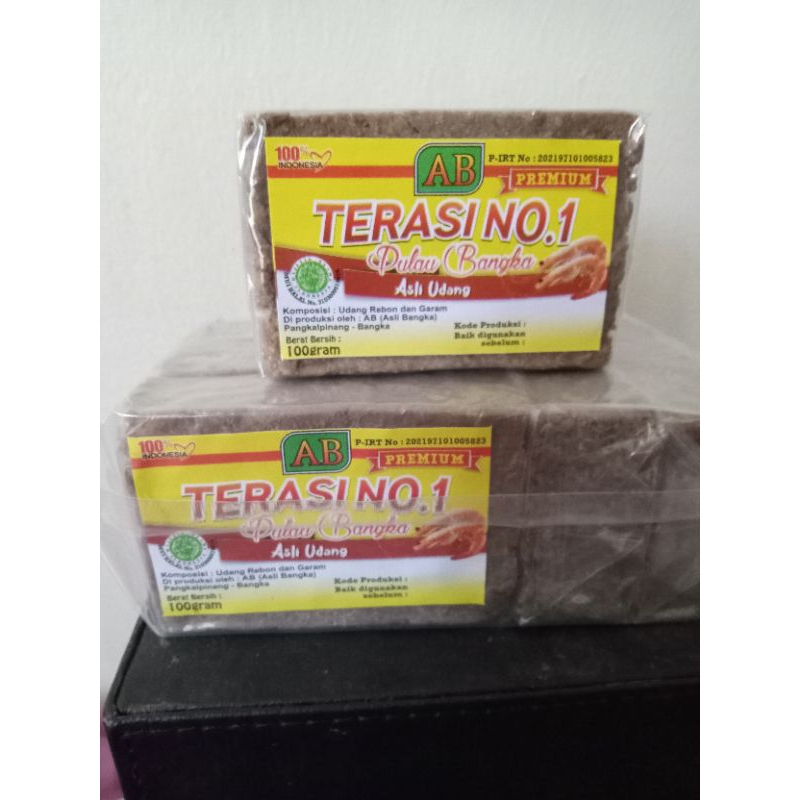 100% INDONESIA
AB
P-IRT No : 202197101005823
PREMIUM
TERASI NO.1
Pulau Bangka
Asli Udang
Komposisi : Udang Rebon dan Garam
Di produksi oleh : AB (Asli Bangka)
Pangkalpinang - Bangka
Berat Bersih :
100gram
Kode Produksi :
Baik digunakan
sebelum :
100% INDONESIA
AB
P-IRT No : 202197101005823
PREMIUM
TERASI NO.1
Pulau Bangka
Asli Udang
Komposisi : Udang Rebon dan Garam
Di produksi oleh : AB (Asli Bangka)
Pangkalpinang - Bangka
Berat Bersih :
100gram
Kode Produksi :
Baik digunakan
sebelum :